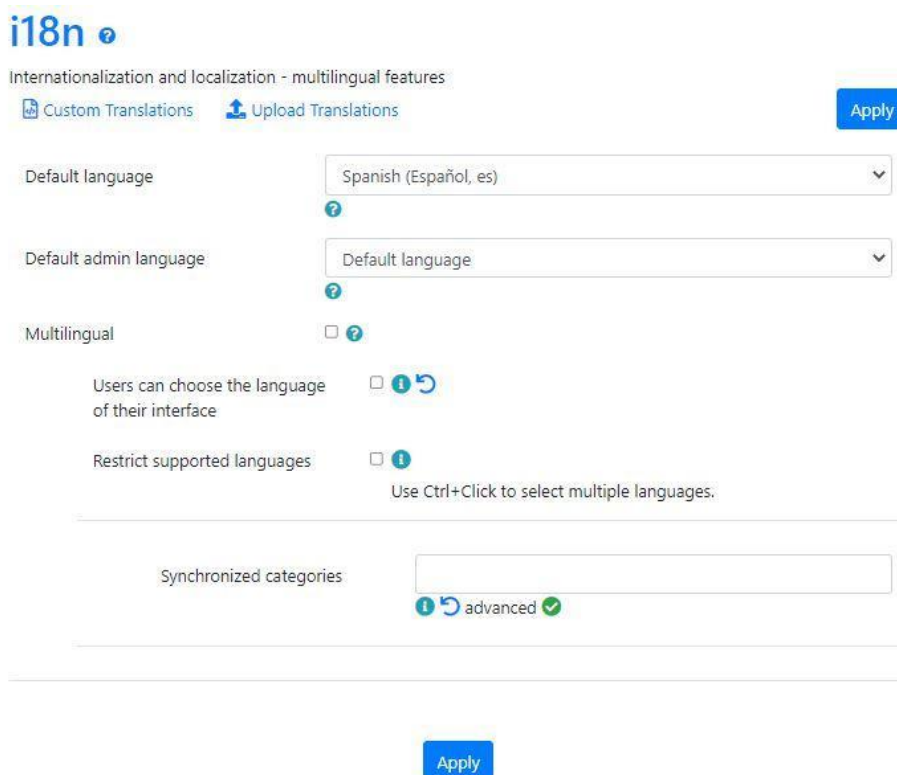 i18n
Internationalization and localization - multilingual features
Custom Translations Upload Translations Apply
Default language Spanish (Español, es)
Default admin language Default language
Multilingual
Users can choose the language
of their interface
Restrict supported languages
Use Ctrl+Click to select multiple languages.
Synchronized categories
advanced
Apply